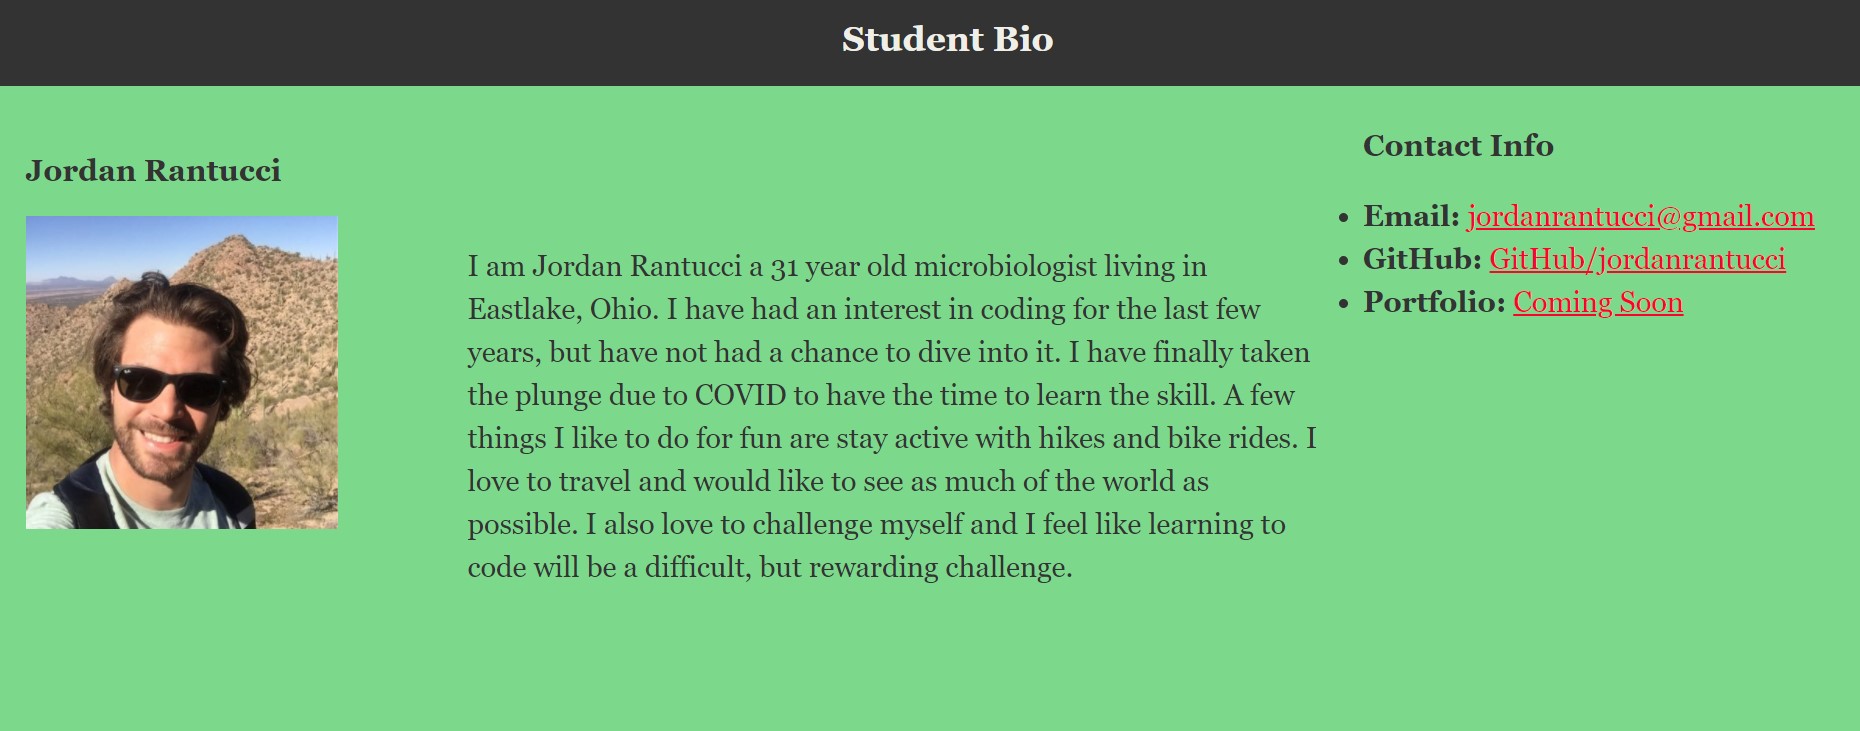 Student Bio
Jordan Rantucci
I am Jordan Rantucci a 31 year old microbiologist living in
Eastlake, Ohio. I have had an interest in coding for the last few
years, but have not had a chance to dive into it. I have finally taken
the plunge due to COVID to have the time to learn the skill. A few
things I like to do for fun are stay active with hikes and bike rides. I
love to travel and would like to see as much of the world as
possible. I also love to challenge myself and I feel like learning to
code will be a difficult, but rewarding challenge.
Contact Info
• Email: jordanrantucci@gmail.com
• GitHub: GitHub/jordanrantucci
• Portfolio: Coming Soon